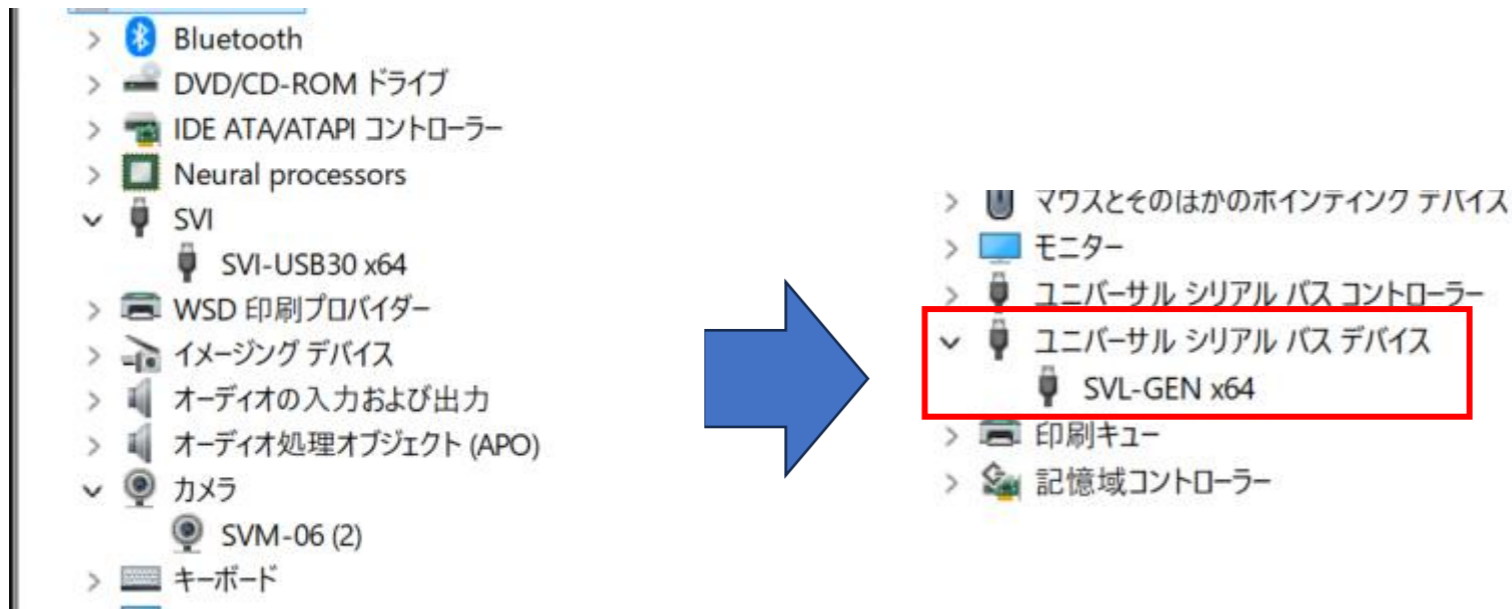 Bluetooth
DVD/CD-ROM ドライブ
IDE ATA/ATAPI コントローラー
Neural processors
SVI
SVI-USB30 x64
WSD 印刷プロバイダー
イメージング デバイス
オーディオの入力および出力
オーディオ処理オブジェクト (APO)
カメラ
SVM-06 (2)
キーボード
マウスとそのほかのポインティング デバイス
モニター
ユニバーサル シリアル バス コントローラー
ユニバーサル シリアル バス デバイス
SVL-GEN x64
印刷キュー
記憶域コントローラー